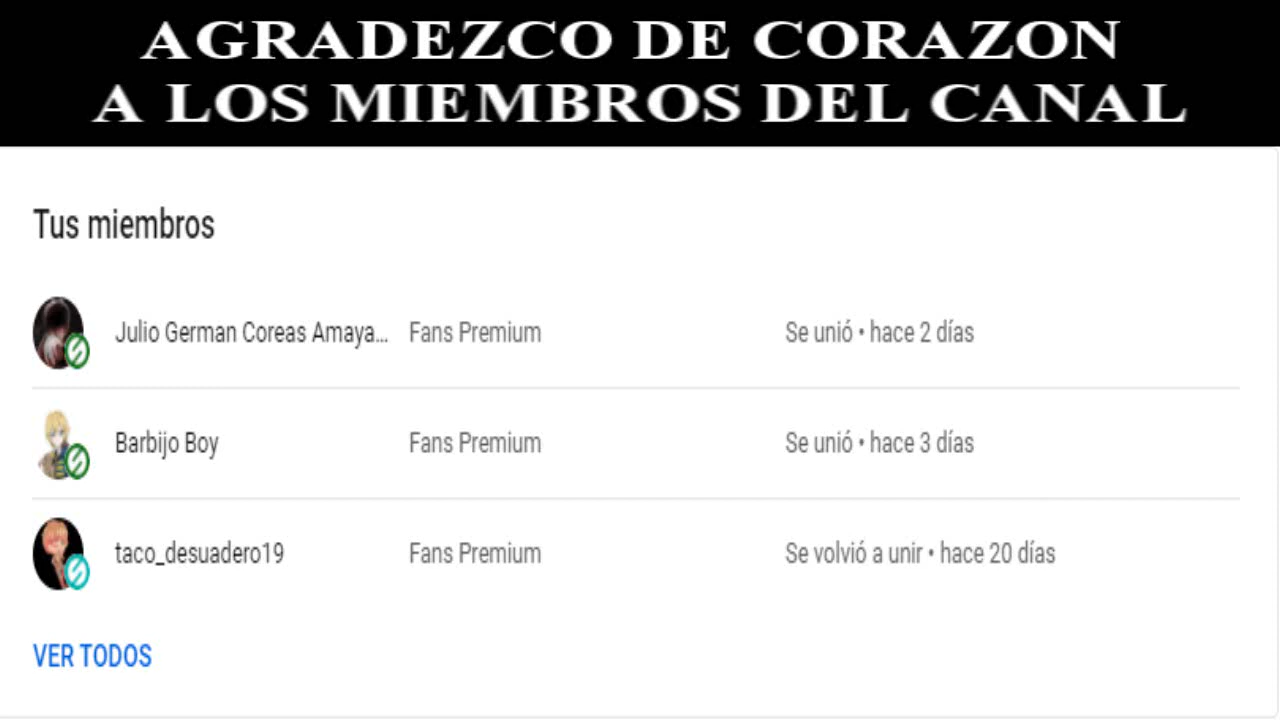 AGRADEZCO DE CORAZON
A LOS MIEMBROS DEL CANAL
Tus miembros
Julio German Coreas Amaya... Fans Premium Se unió • hace 2 días
Barbijo Boy Fans Premium Se unió • hace 3 días
taco_desuadero19 Fans Premium Se volvió a unir • hace 20 días
VER TODOS